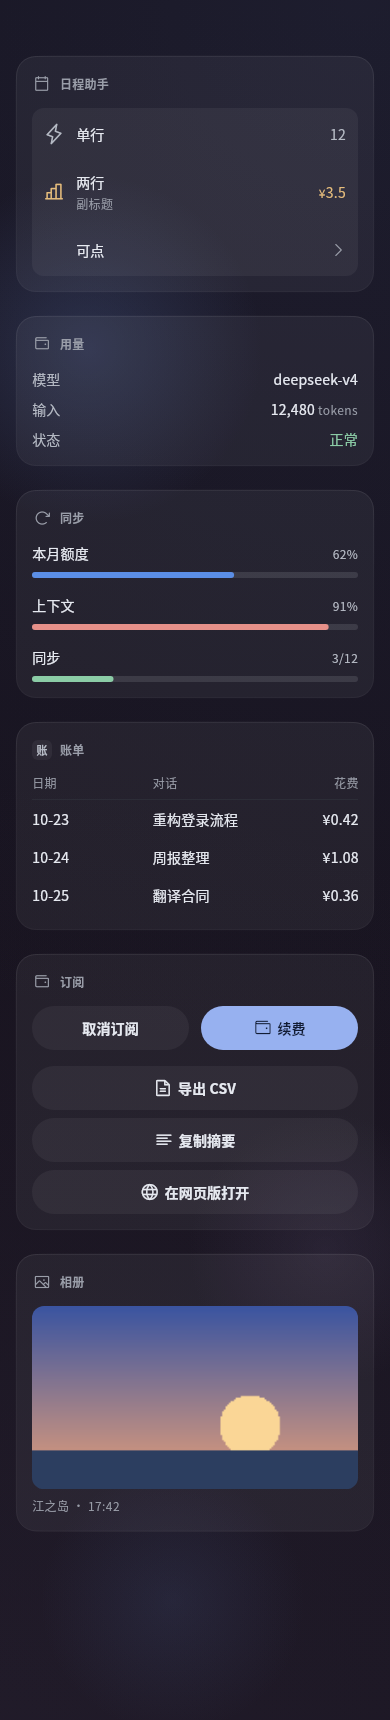 日程助手
单行 12
两行
副标题
¥3.5
可点
用量
模型 deepseek-v4
输入 12,480 tokens
状态 正常
同步
本月额度 62%
上下文 91%
同步 3/12
账 账单
日期 对话 花费
10-23 重构登录流程 ¥0.42
10-24 周报整理 ¥1.08
10-25 翻译合同 ¥0.36
订阅
取消订阅 续费
导出 CSV
复制摘要
在网页版打开
相册
江之岛 · 17:42